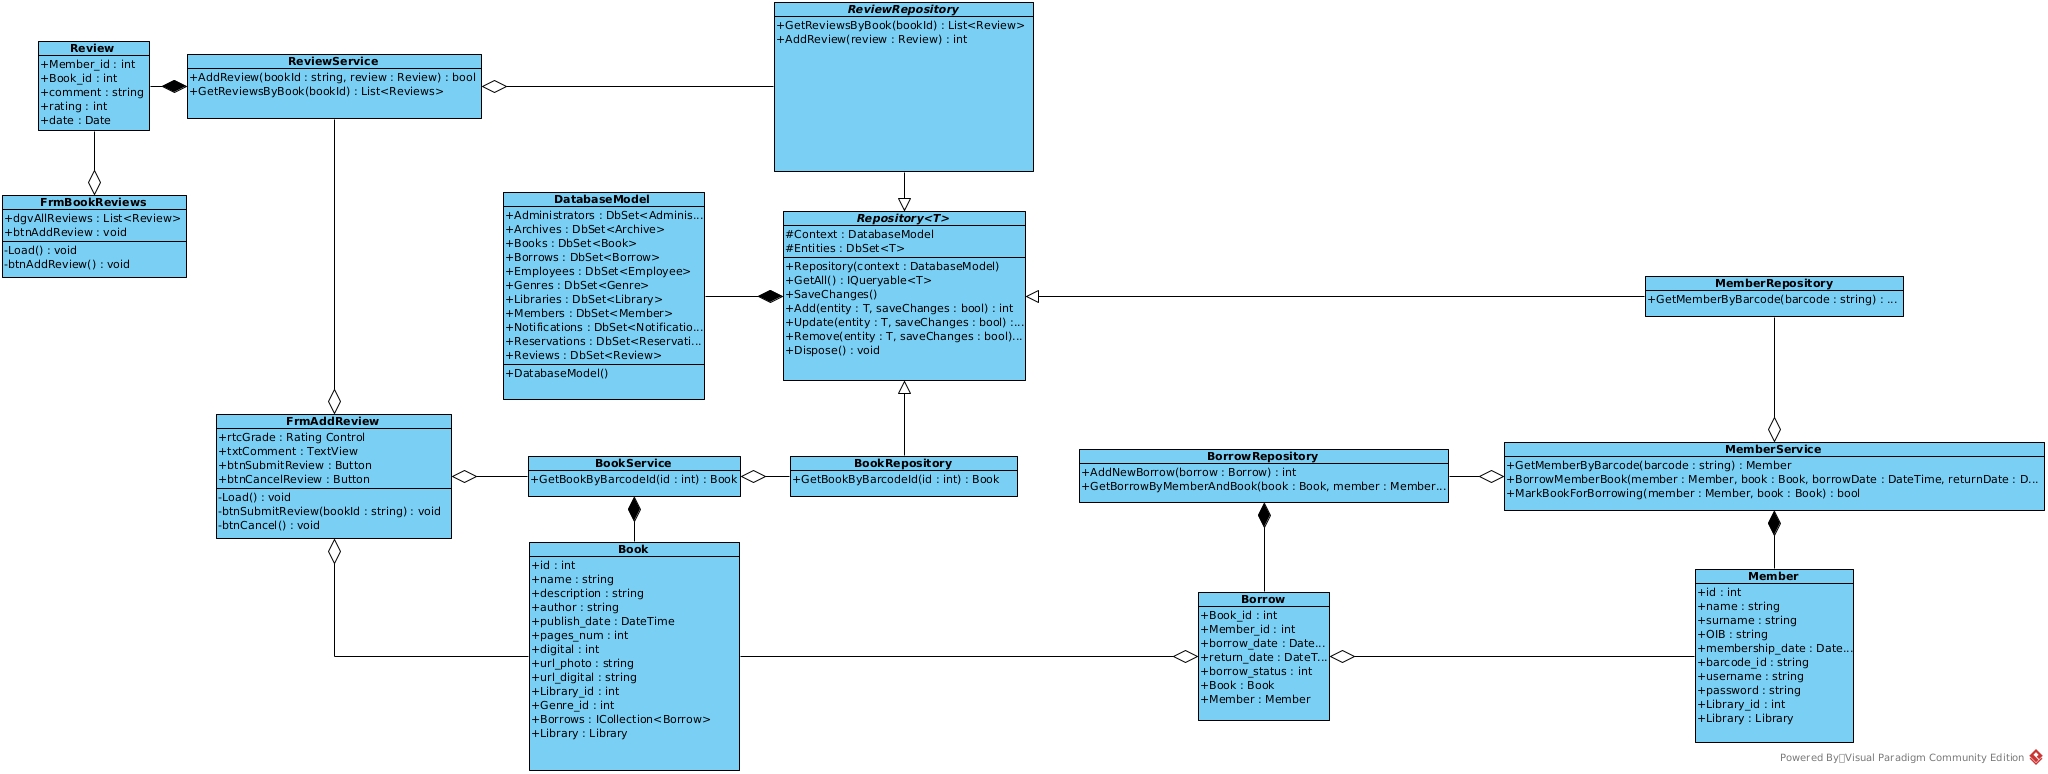 ReviewRepository
+GetReviewsByBook(bookId) : List<Review>
+AddReview(review : Review) : int
Review
+Member_id : int
+Book_id : int
+comment : string
+rating : int
+date : Date
ReviewService
+AddReview(bookId : string, review : Review) : bool
+GetReviewsByBook(bookId) : List<Reviews>
FrmBookReviews
+dgvAllReviews : List<Review>
+btnAddReview : void
-Load() : void
-btnAddReview() : void
DatabaseModel
+Administrators : DbSet<Adminis...
+Archives : DbSet<Archive>
+Books : DbSet<Book>
+Borrows : DbSet<Borrow>
+Employees : DbSet<Employee>
+Genres : DbSet<Genre>
+Libraries : DbSet<Library>
+Members : DbSet<Member>
+Notifications : DbSet<Notificatio...
+Reservations : DbSet<Reservati...
+Reviews : DbSet<Review>
+DatabaseModel()
Repository<T>
#Context : DatabaseModel
#Entities : DbSet<T>
+Repository(context : DatabaseModel)
+GetAll() : IQueryable<T>
+SaveChanges()
+Add(entity : T, saveChanges : bool) : int
+Update(entity : T, saveChanges : bool) :...
+Remove(entity : T, saveChanges : bool)...
+Dispose() : void
MemberRepository
+GetMemberByBarcode(barcode : string) : ...
FrmAddReview
+rtcGrade : Rating Control
+txtComment : TextView
+btnSubmitReview : Button
+btnCancelReview : Button
-Load() : void
-btnSubmitReview(bookId : string) : void
-btnCancel() : void
BookService
+GetBookByBarcodeId(id : int) : Book
BookRepository
+GetBookByBarcodeId(id : int) : Book
BorrowRepository
+AddNewBorrow(borrow : Borrow) : int
+GetBorrowByMemberAndBook(book : Book, member : Member...
MemberService
+GetMemberByBarcode(barcode : string) : Member
+BorrowMemberBook(member : Member, book : Book, borrowDate : DateTime, returnDate : D...
+MarkBookForBorrowing(member : Member, book : Book) : bool
Book
+id : int
+name : string
+description : string
+author : string
+publish_date : DateTime
+pages_num : int
+digital : int
+url_photo : string
+url_digital : string
+Library_id : int
+Genre_id : int
+Borrows : ICollection<Borrow>
+Library : Library
Borrow
+Book_id : int
+Member_id : int
+borrow_date : Date...
+return_date : DateT...
+borrow_status : int
+Book : Book
+Member : Member
Member
+id : int
+name : string
+surname : string
+OIB : string
+membership_date : Date...
+barcode_id : string
+username : string
+password : string
+Library_id : int
+Library : Library
Powered By Visual Paradigm Community Edition